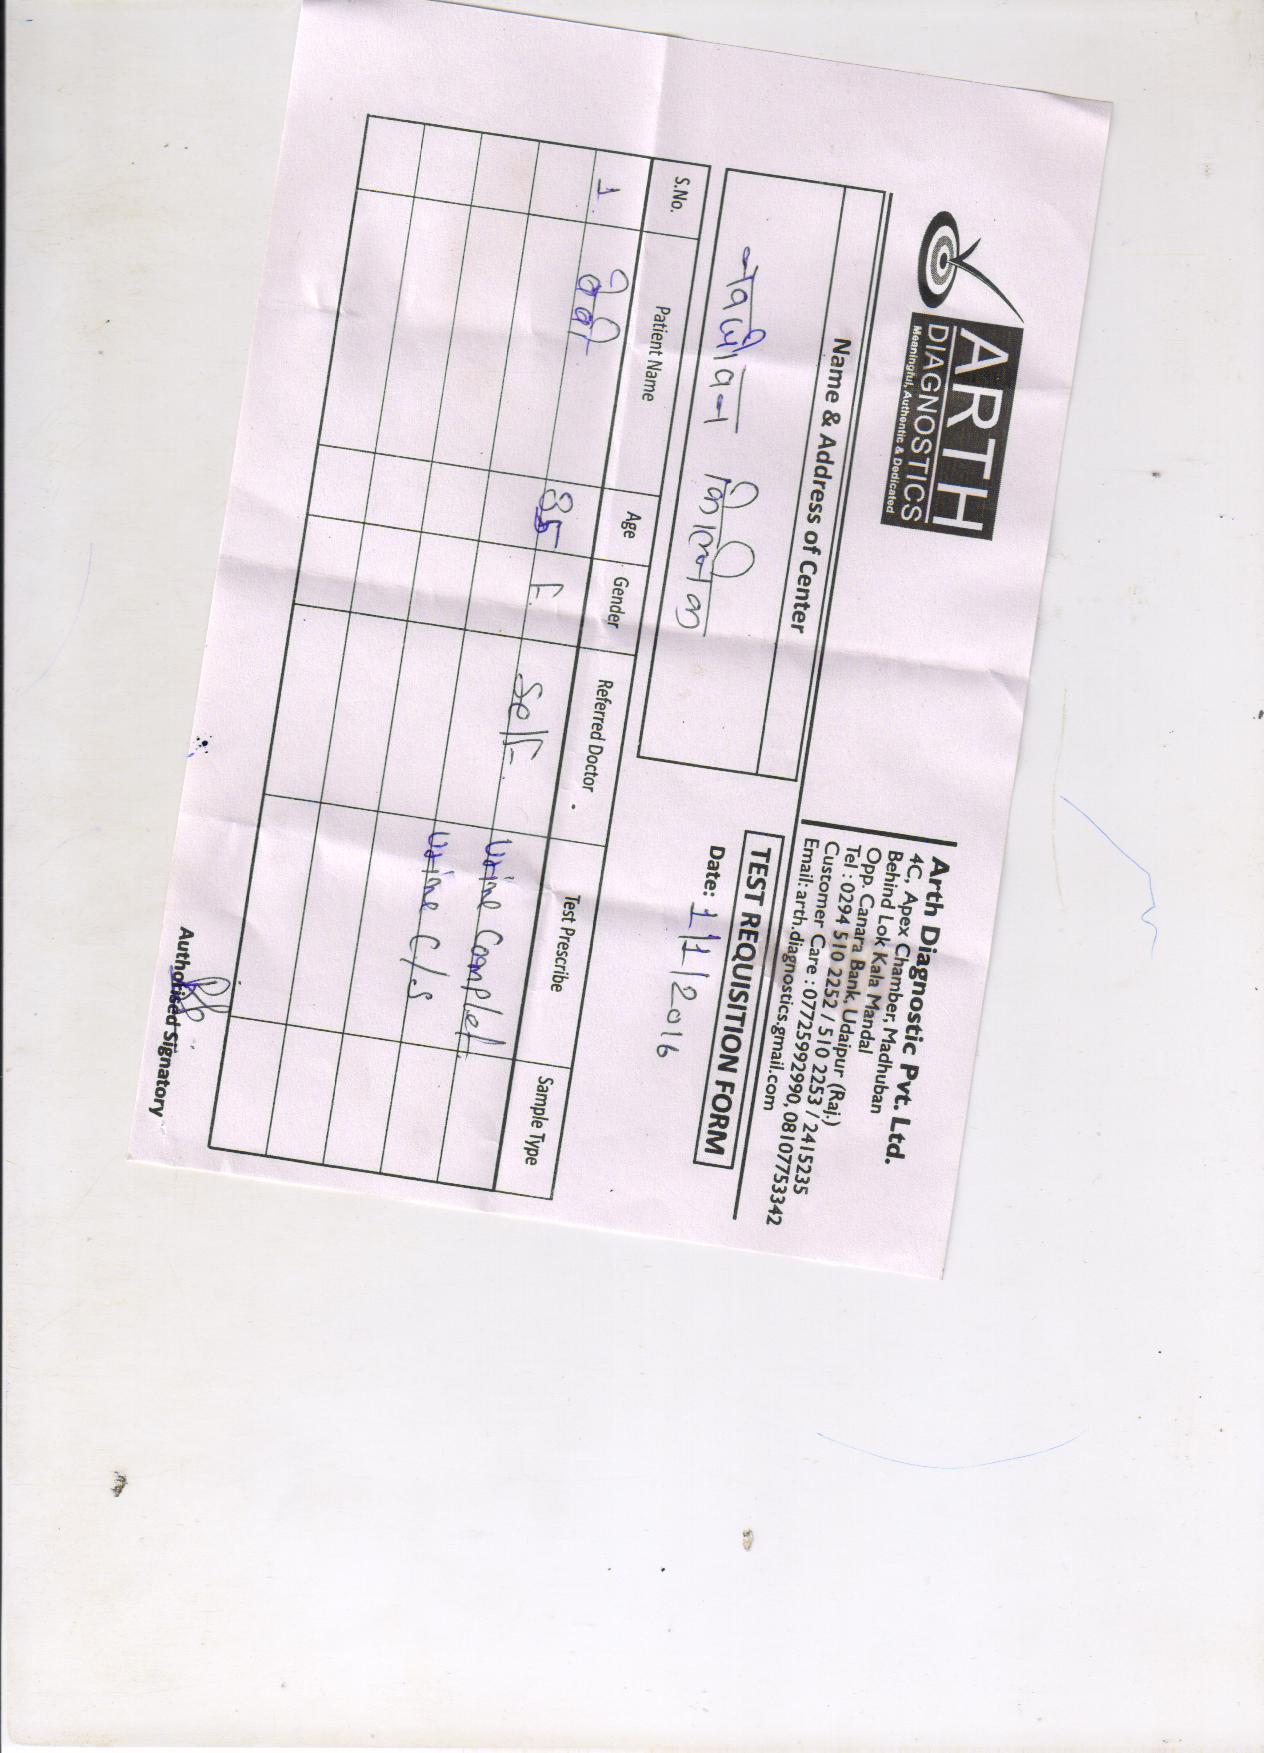 ARTH
DIAGNOSTICS
Meaningful, Authentic & Dedicated
Arth Diagnostic Pvt. Ltd.
4C, Apex Chamber, Madhuban
Behind Lok Kala Mandal
Opp. Canara Bank, Udaipur (Raj.)
Tel : 0294 510 2252 / 510 2253 / 2415235
Customer Care : 07725992990, 08107753342
Email: arth.diagnostics.gmail.com
Name & Address of Center
TEST REQUISITION FORM
Date: 1/1/2016
S.No. Patient Name Age Gender Referred Doctor Test Prescribe Sample Type
1. 35 F. Self. Urine Complet.
Urine C/S
Authorised Signatory